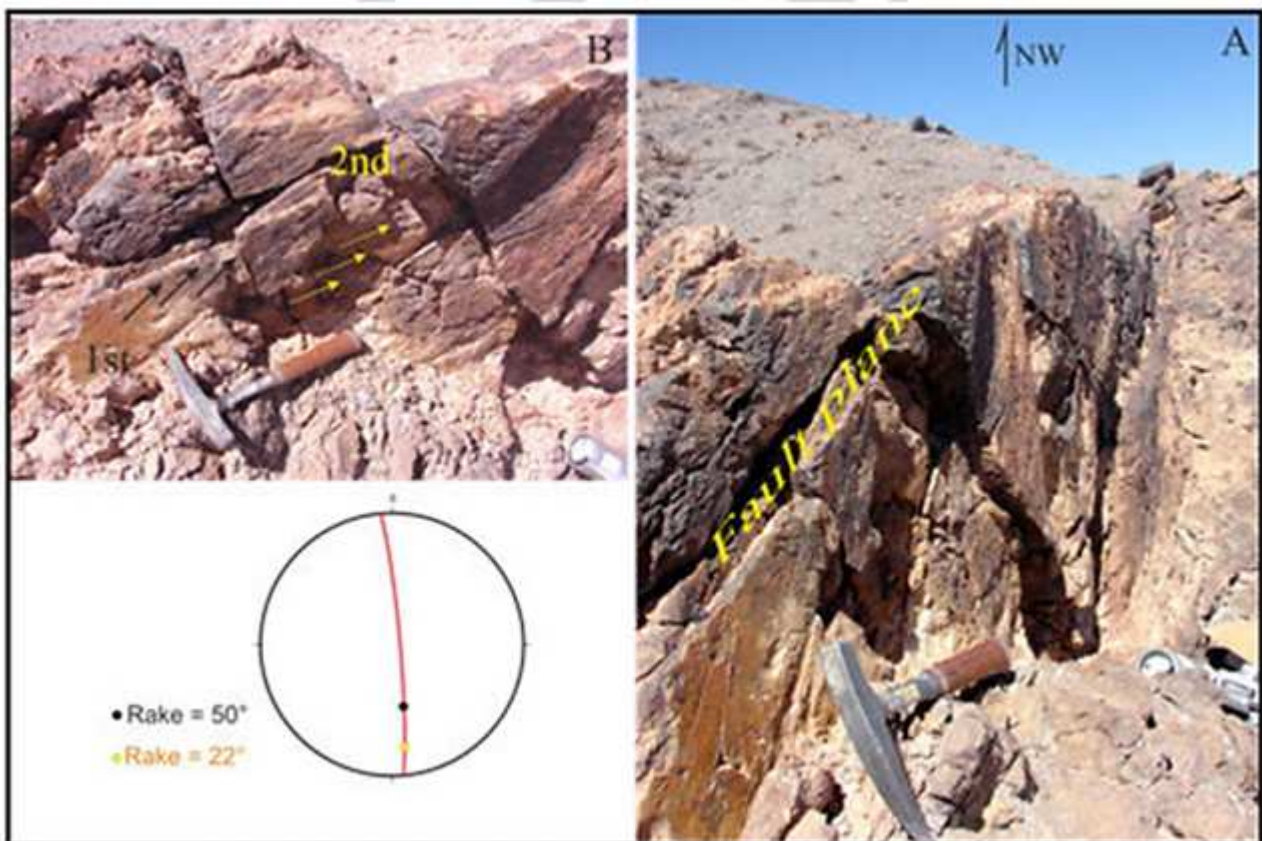 B
2nd
1st
NW
A
Fault plane
Rake = 50°
Rake = 22°